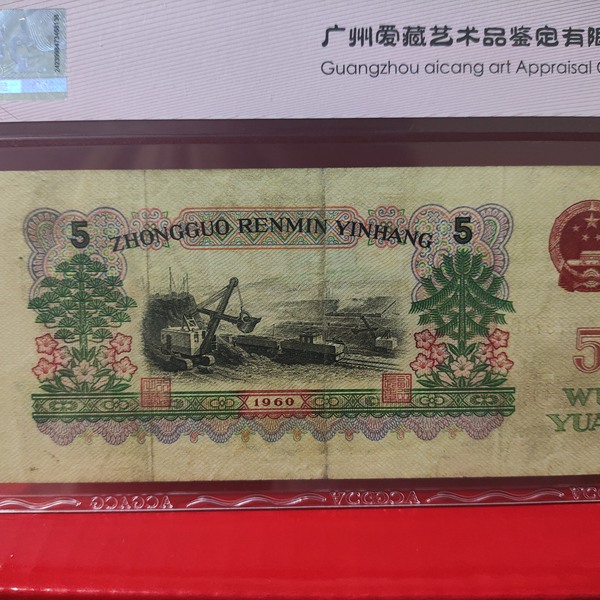 广州爱藏艺术品鉴定有限
Guangzhou aicang art Appraisal
5 ZHONGGUO RENMIN YINHANG 5
1960
5
WU
YUA